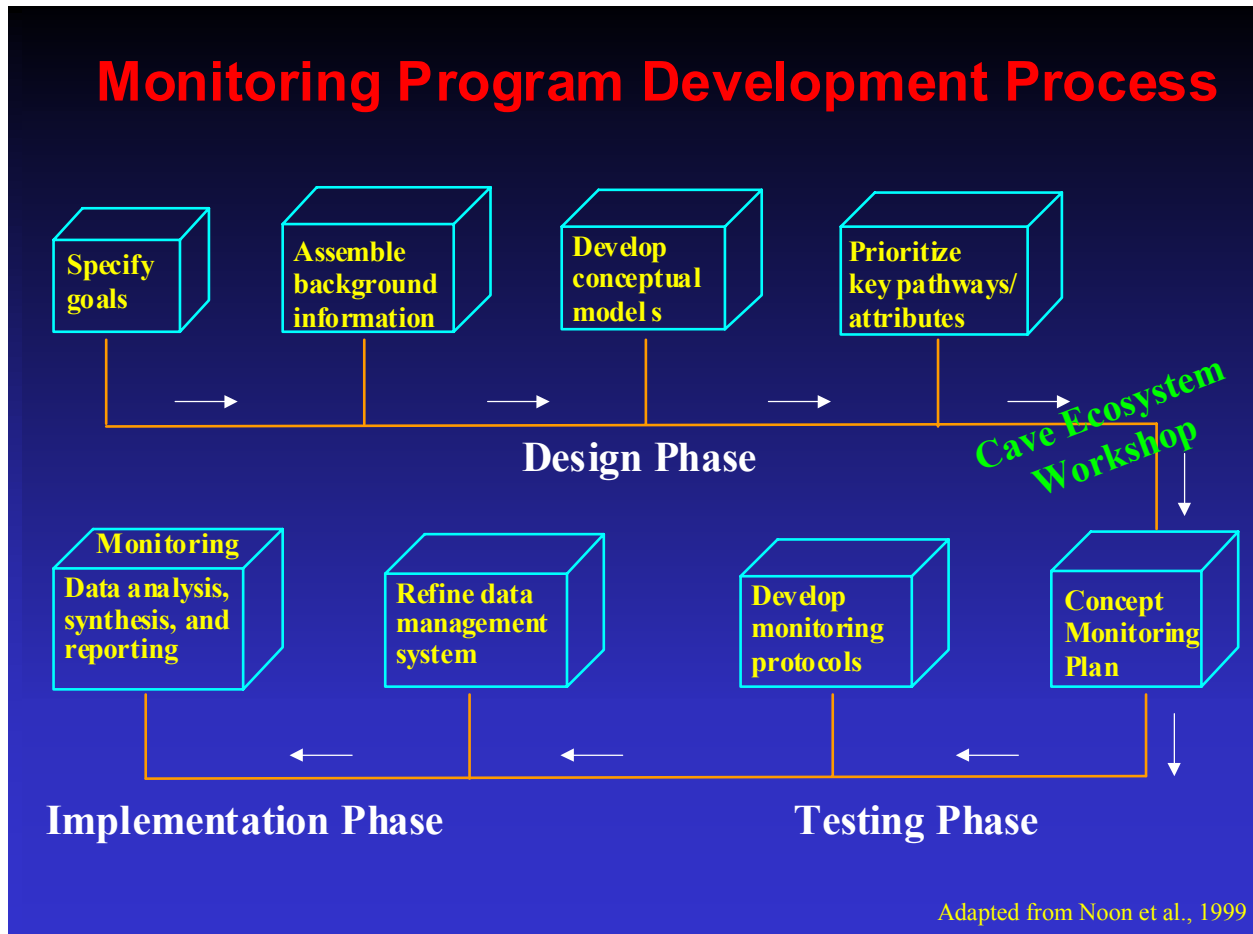 Monitoring Program Development Process
Specify
goals
Assemble
background
information
Develop
conceptual
models
Prioritize
key pathways/
attributes
Cave Ecosystem
Workshop
Design Phase
Monitoring
Data analysis,
synthesis, and
reporting
Refine data
management
system
Develop
monitoring
protocols
Concept
Monitoring
Plan
Implementation Phase
Testing Phase
Adapted from Noon et al., 1999